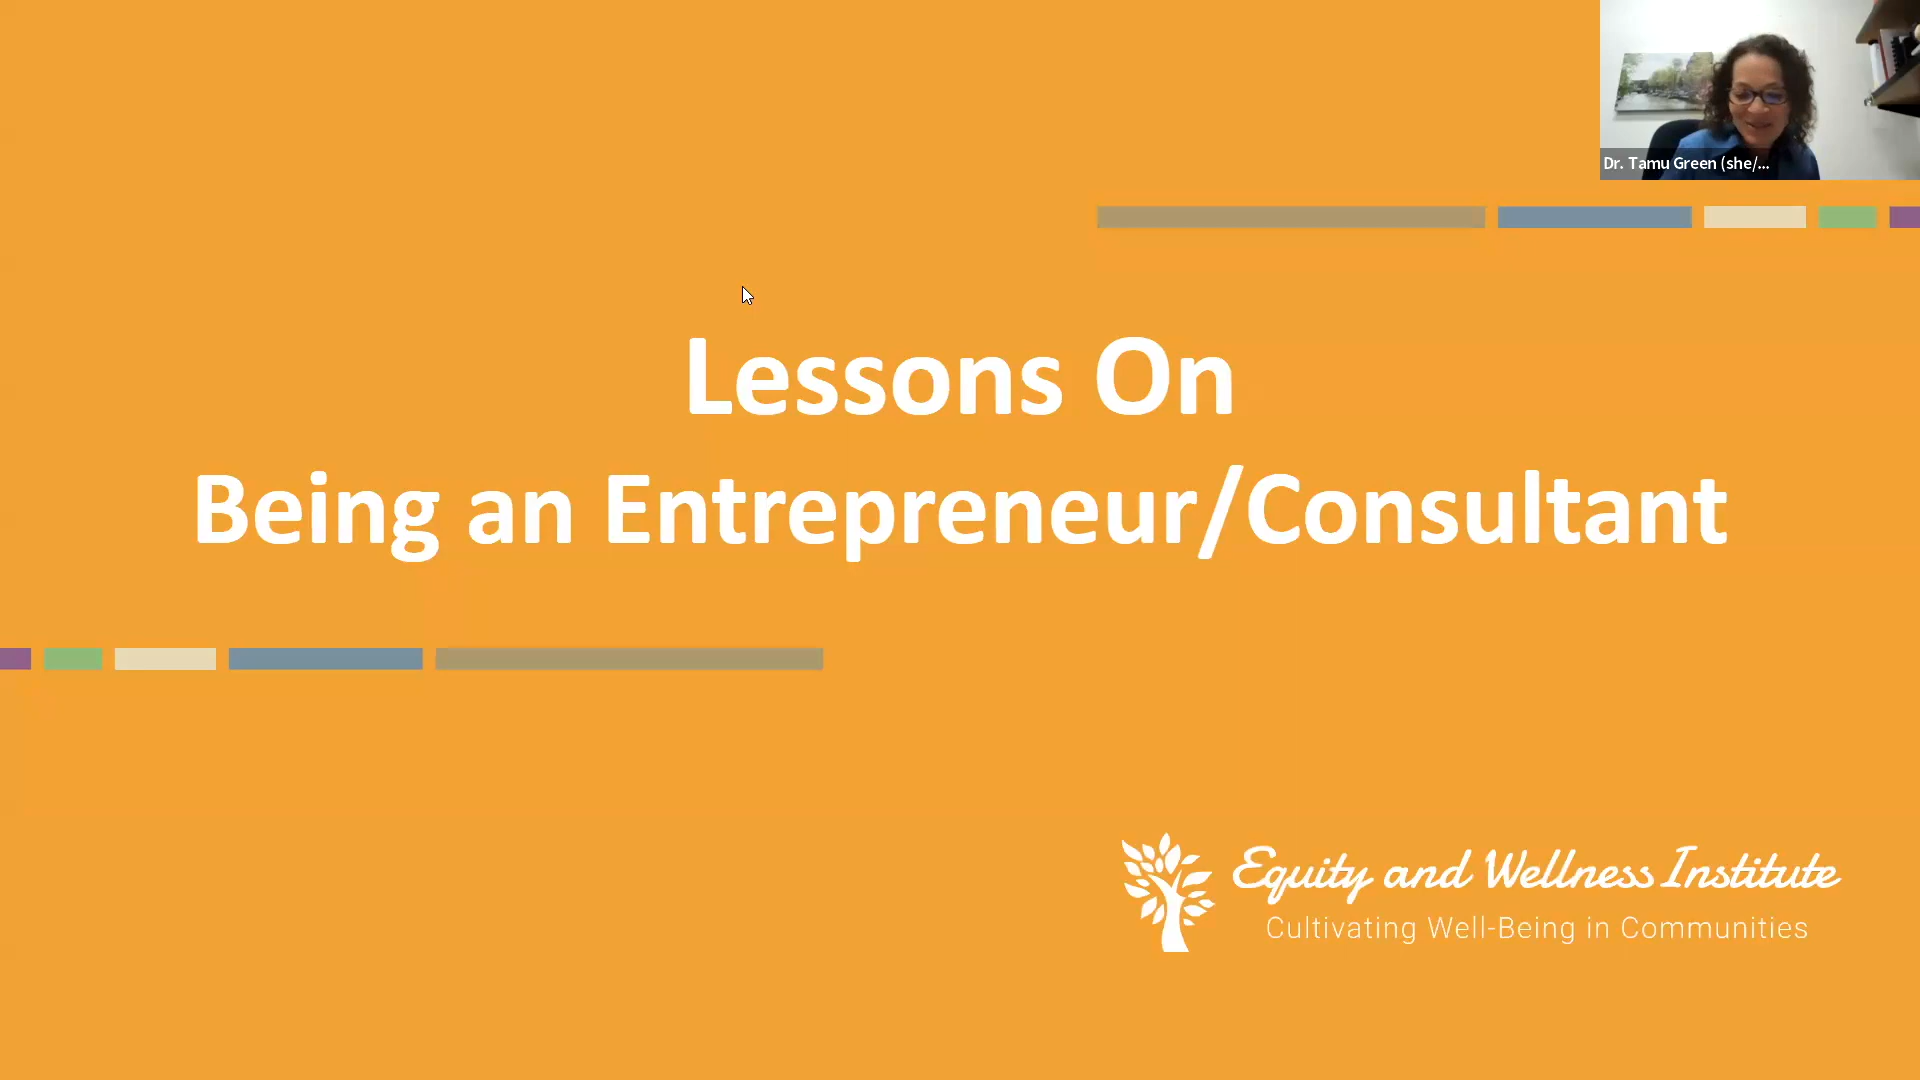 Dr. Tamu Green (she/...
Lessons On
Being an Entrepreneur/Consultant
Equity and Wellness Institute
Cultivating Well-Being in Communities